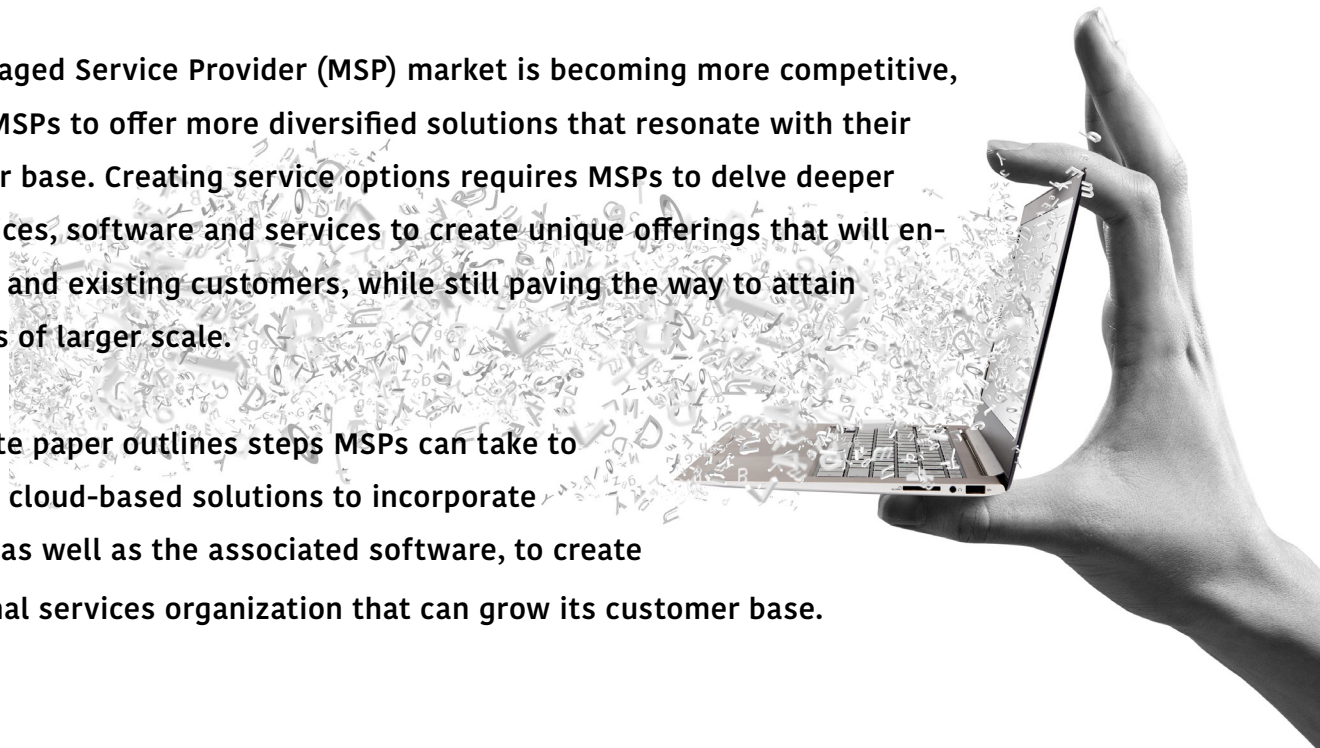 aged Service Provider (MSP) market is becoming more competitive,
MSPs to offer more diversified solutions that resonate with their
r base. Creating service options requires MSPs to delve deeper
ces, software and services to create unique offerings that will en-
and existing customers, while still paving the way to attain
s of larger scale.
te paper outlines steps MSPs can take to
cloud-based solutions to incorporate
as well as the associated software, to create
nal services organization that can grow its customer base.